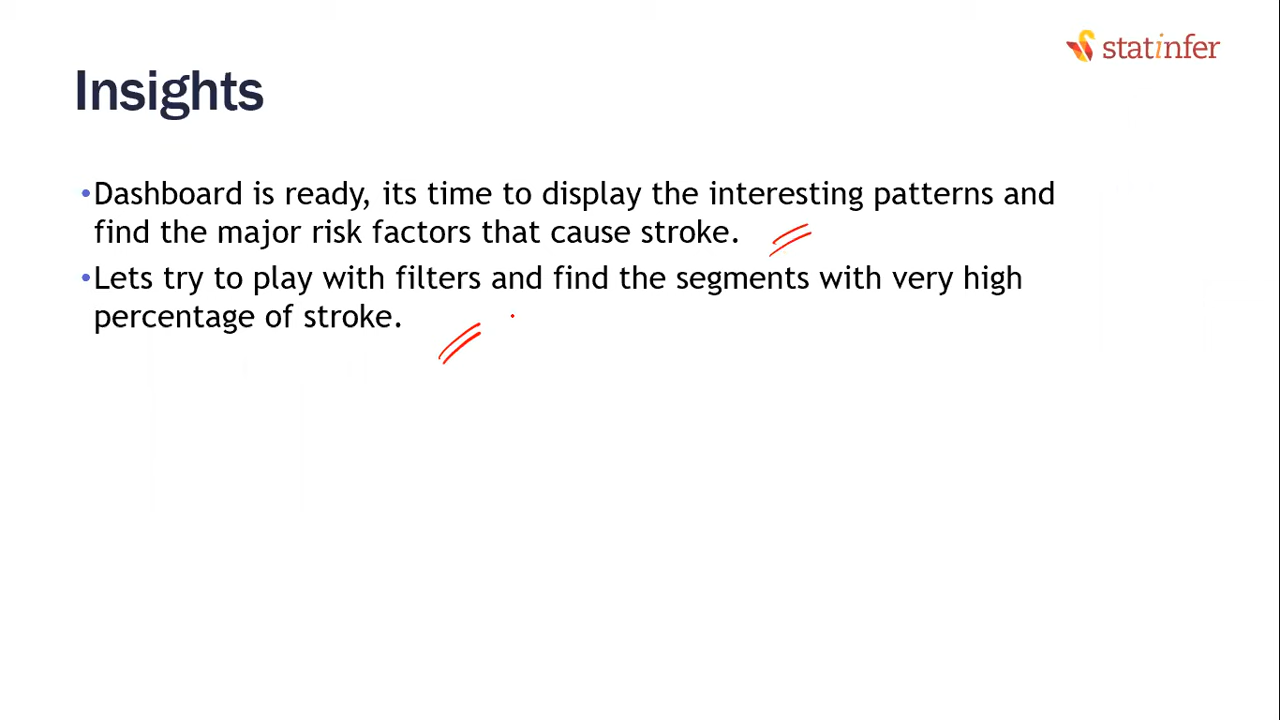 statinfer
Insights
•Dashboard is ready, its time to display the interesting patterns and
find the major risk factors that cause stroke.
•Lets try to play with filters and find the segments with very high
percentage of stroke.